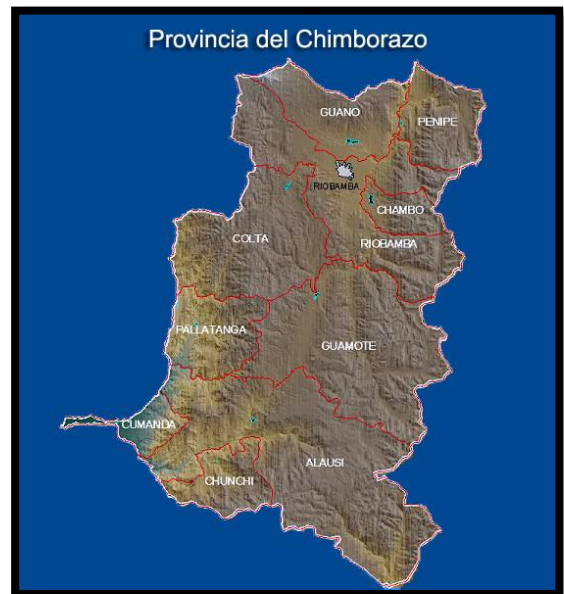 Provincia del Chimborazo
GUANO
PENIPE
RIOBAMBA
CHAMBO
COLTA
RIOBAMBA
PALLATANGA
GUAMOTE
CUMANDA
ALAUSI
CHUNCHI